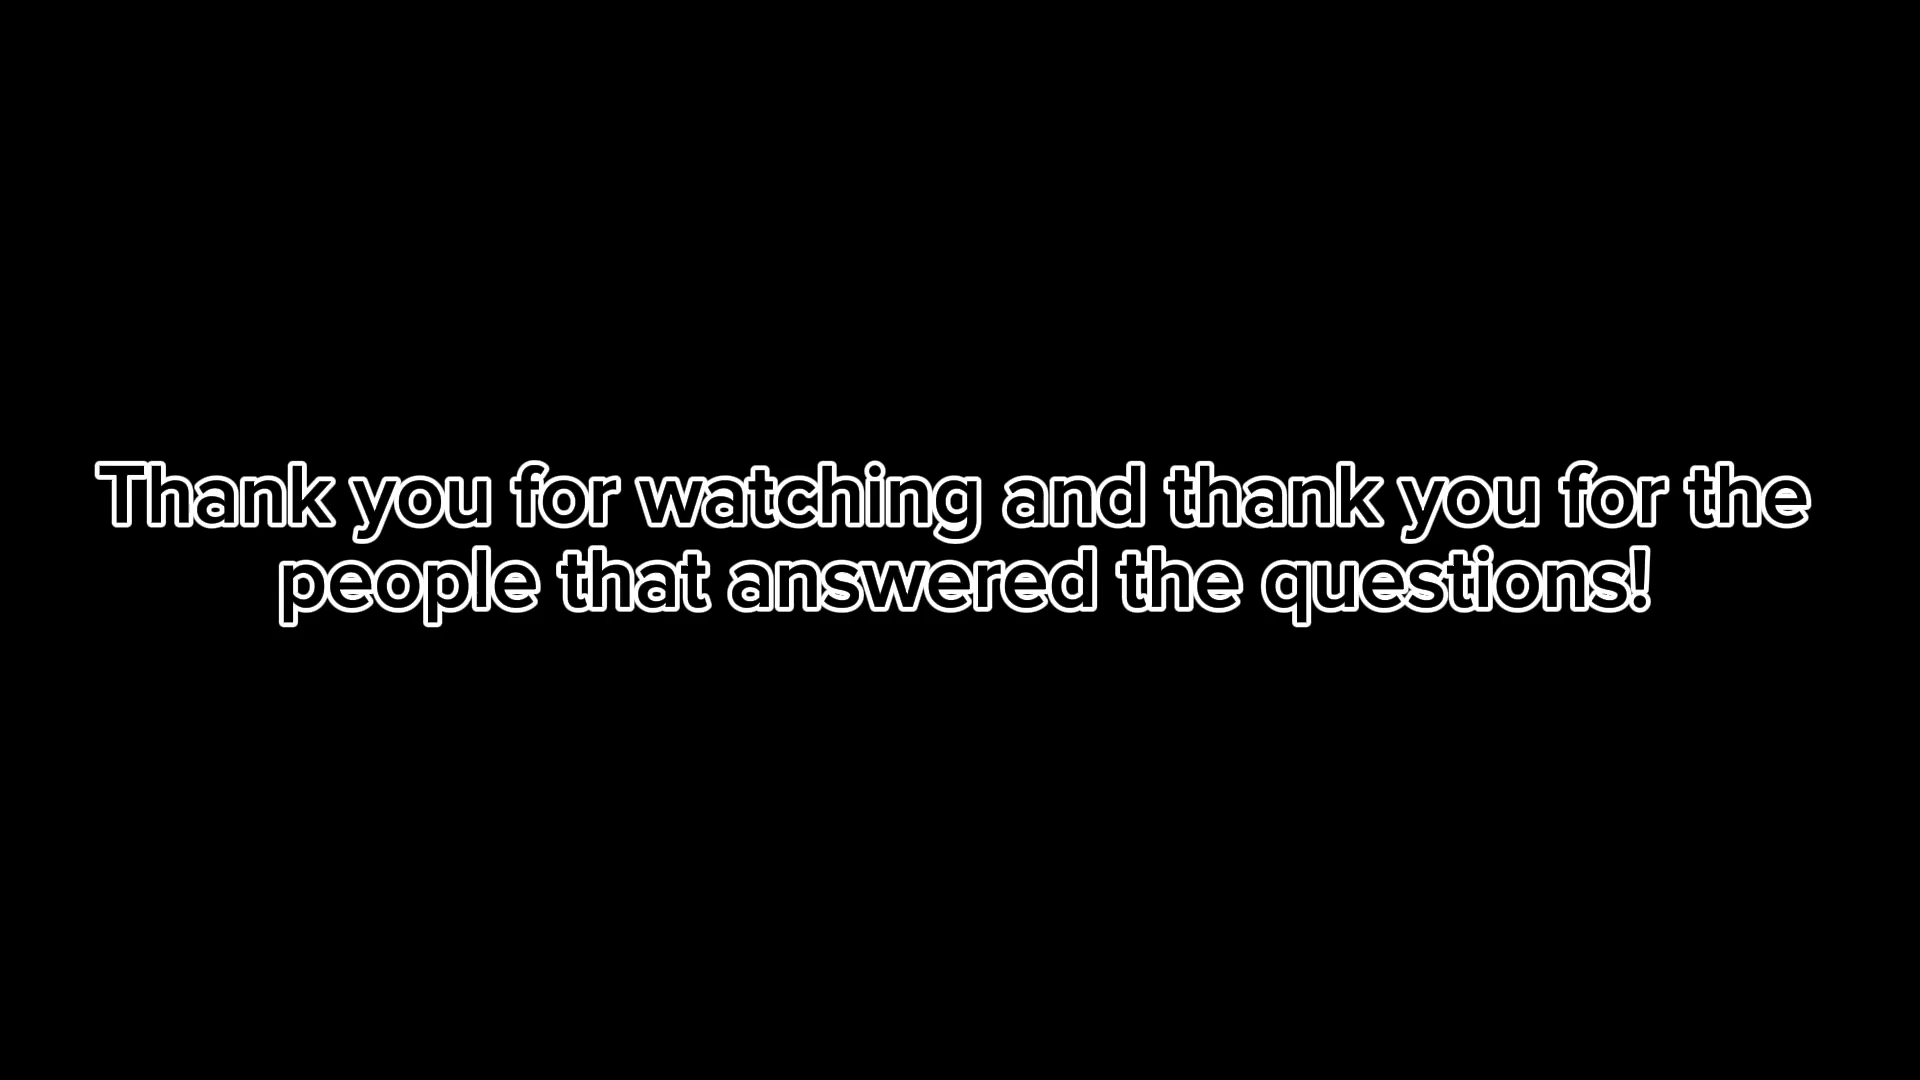 Thank you for watching and thank you for the
people that answered the questions!